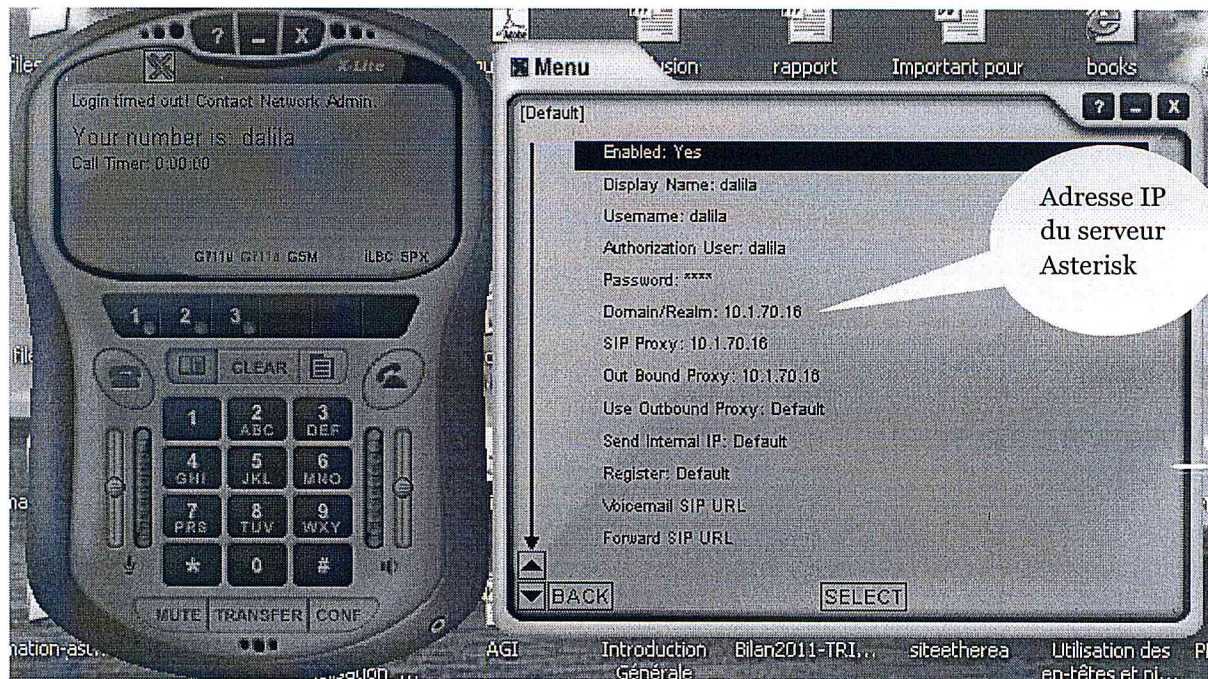 ? - X
X-Lite
Login timed out! Contact Network Admin.
Your number is: dalila
Call Timer: 0:00:00
G711u G711a GSM iLBC SPX
1 2 3
CLEAR
1
2 ABC
3 DEF
4 GHI
5 JKL
6 MNO
7 PRS
8 TUV
9 WXY
*
0
#
MUTE TRANSFER CONF
rapport
Important pour
books
Menu
? - X
[Default]
Enabled: Yes
Display Name: dalila
Username: dalila
Authorization User: dalila
Password: ****
Domain/Realm: 10.1.70.16
SIP Proxy: 10.1.70.16
Out Bound Proxy: 10.1.70.16
Use Outbound Proxy: Default
Send Internal IP: Default
Register: Default
Voicemail SIP URL
Forward SIP URL
BACK
SELECT
Adresse IP
du serveur
Asterisk
AGI
Introduction
Générale
Bilan2011-TRI...
siteetherea
Utilisation des
en-têtes et pi...